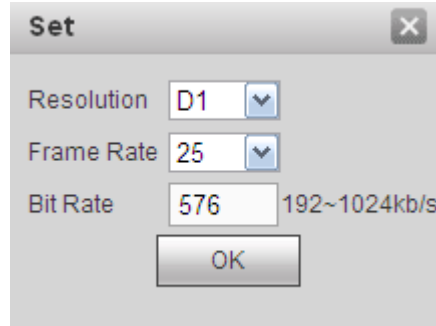 Set
Resolution D1
Frame Rate 25
Bit Rate 576 192~1024kb/s
OK